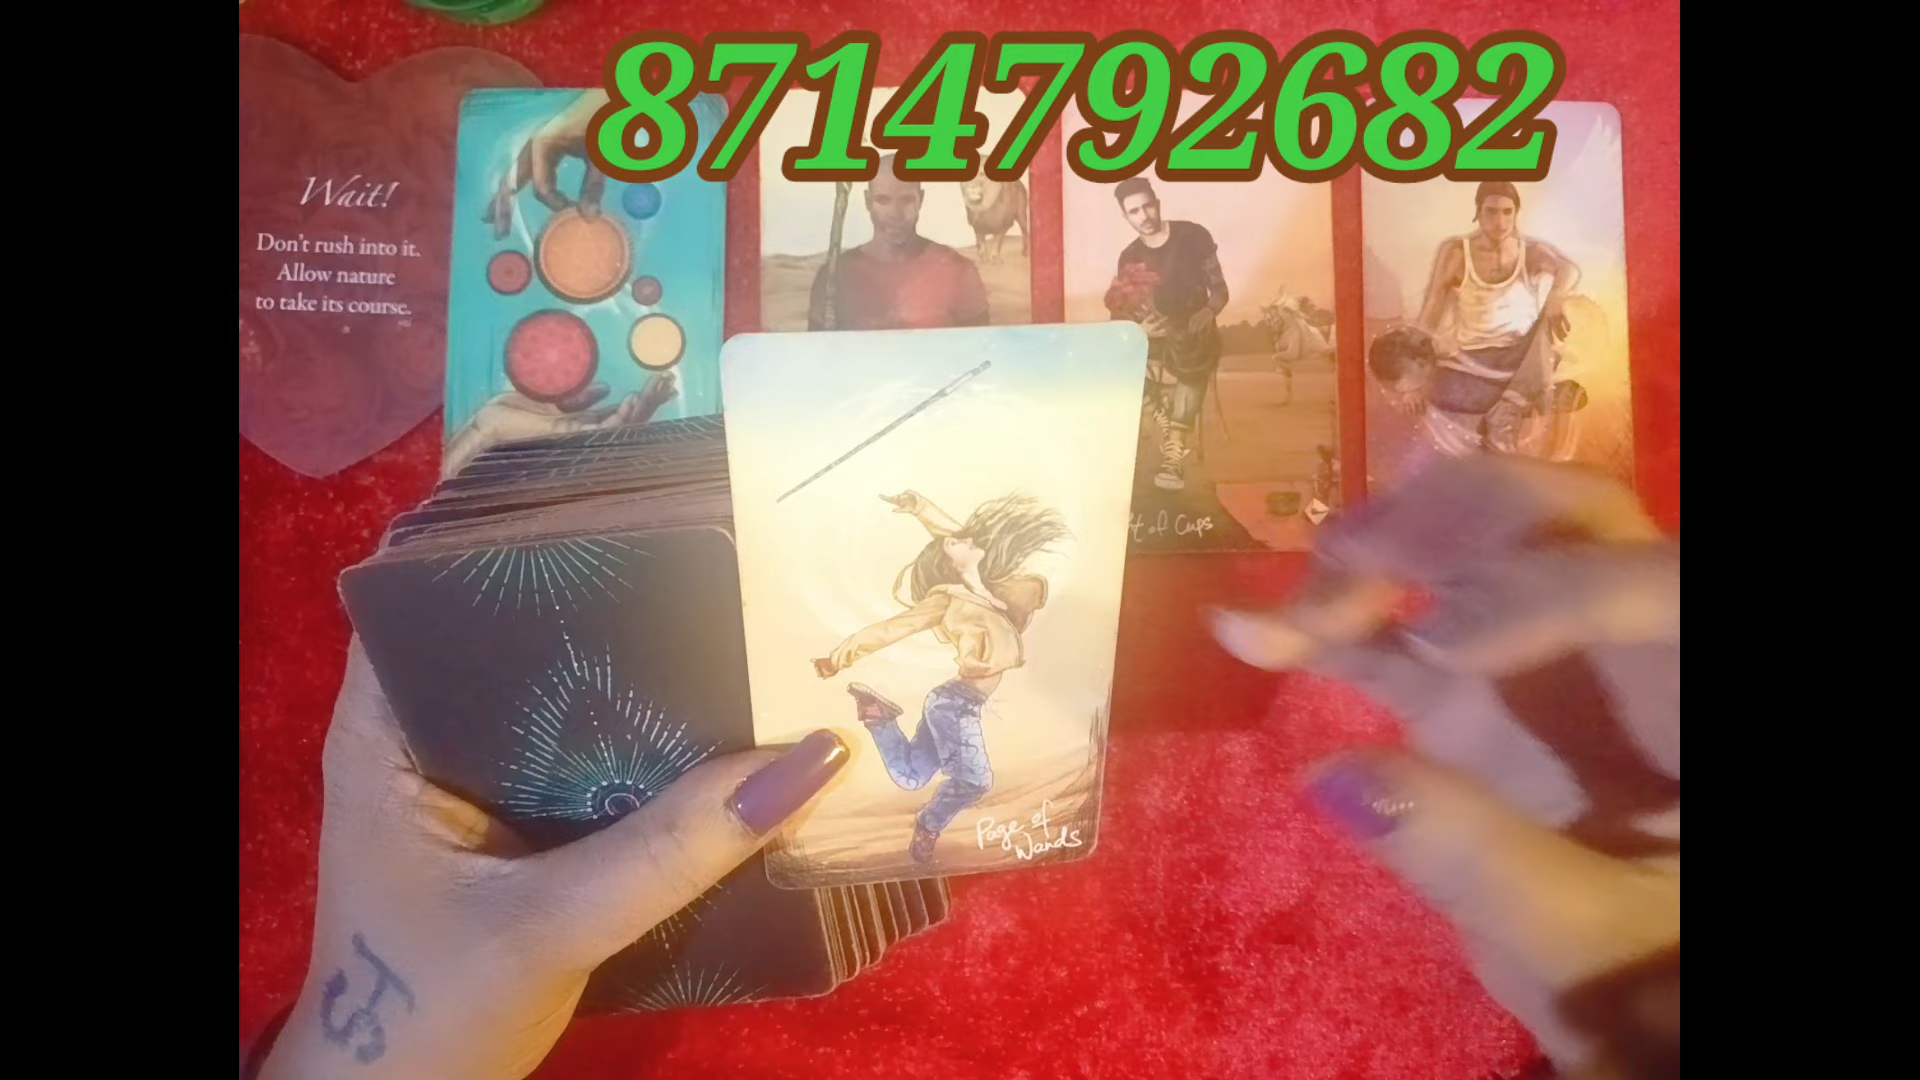 8714792682
Wait!
Don't rush into it.
Allow nature
to take its course.
of Cups
Page of
Wands